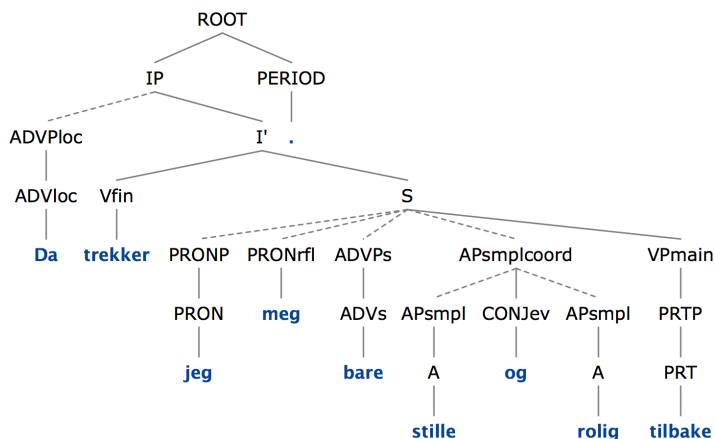 ROOT
IP PERIOD
ADVPloc I' .
ADVloc Vfin S
Da trekker PRONP PRONrfl ADVPs APsmplcoord VPmain
PRON meg ADVs APsmpl CONJev APsmpl PRTP
jeg bare A og A PRT
stille rolig tilbake